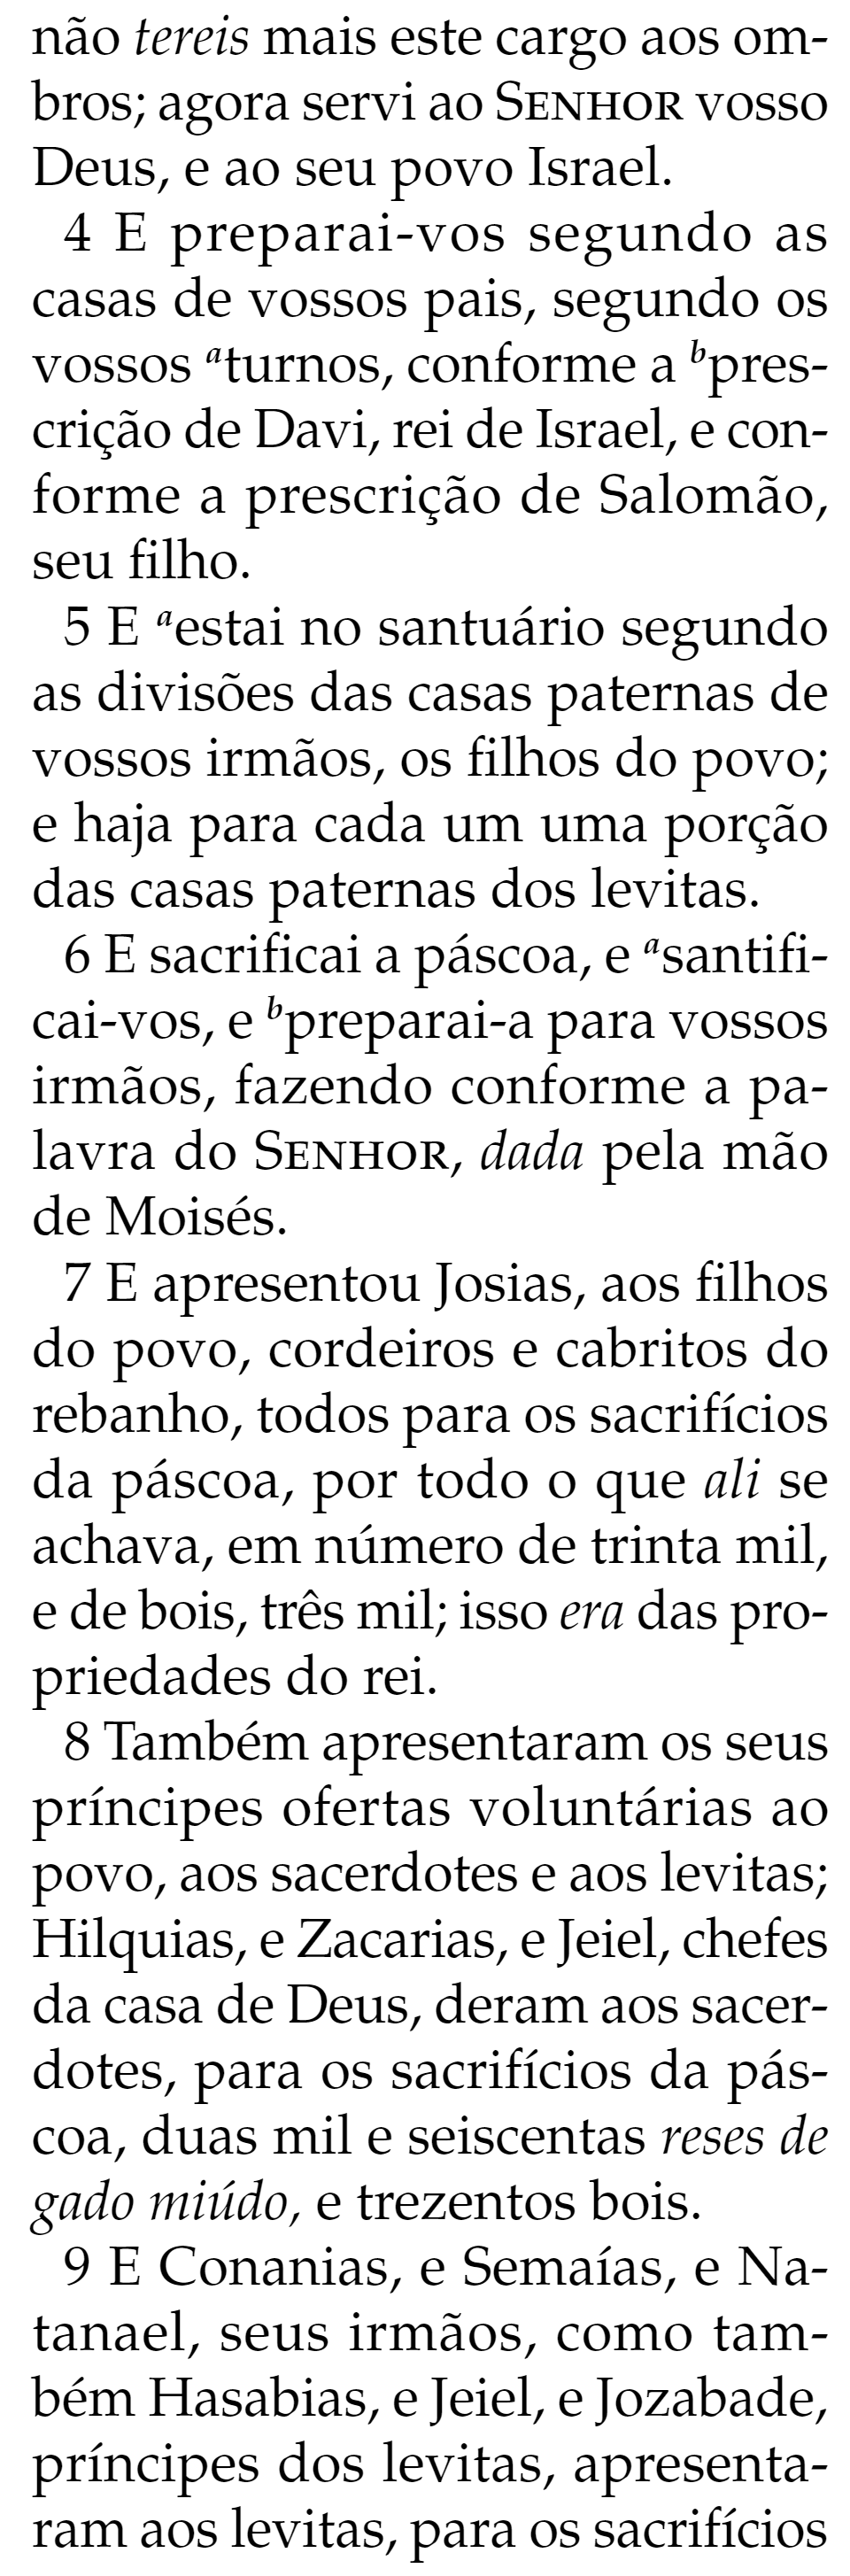 não tereis mais este cargo aos om-
bros; agora servi ao SENHOR vosso
Deus, e ao seu povo Israel.
4 E preparai-vos segundo as
casas de vossos pais, segundo os
vossos aturnos, conforme a bpres-
crição de Davi, rei de Israel, e con-
forme a prescrição de Salomão,
seu filho.
5 E aestai no santuário segundo
as divisões das casas paternas de
vossos irmãos, os filhos do povo;
e haja para cada um uma porção
das casas paternas dos levitas.
6 E sacrificai a páscoa, e asantifi-
cai-vos, e bpreparai-a para vossos
irmãos, fazendo conforme a pa-
lavra do SENHOR, dada pela mão
de Moisés.
7 E apresentou Josias, aos filhos
do povo, cordeiros e cabritos do
rebanho, todos para os sacrifícios
da páscoa, por todo o que ali se
achava, em número de trinta mil,
e de bois, três mil; isso era das pro-
priedades do rei.
8 Também apresentaram os seus
príncipes ofertas voluntárias ao
povo, aos sacerdotes e aos levitas;
Hilquias, e Zacarias, e Jeiel, chefes
da casa de Deus, deram aos sacer-
dotes, para os sacrifícios da pás-
coa, duas mil e seiscentas reses de
gado miúdo, e trezentos bois.
9 E Conanias, e Semaías, e Na-
tanael, seus irmãos, como tam-
bém Hasabias, e Jeiel, e Jozabade,
príncipes dos levitas, apresenta-
ram aos levitas, para os sacrifícios